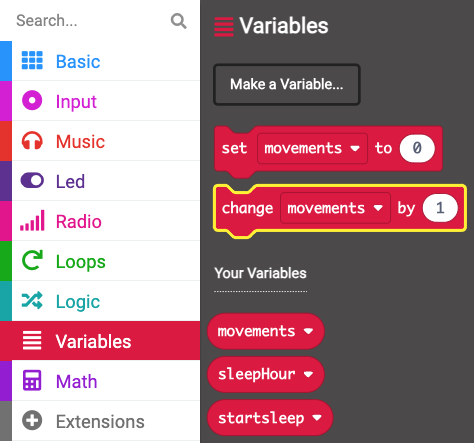 Search...
Basic
Input
Music
Led
Radio
Loops
Logic
Variables
Math
Extensions
Variables
Make a Variable...
set movements to 0
change movements by 1
Your Variables
movements
sleepHour
startsleep